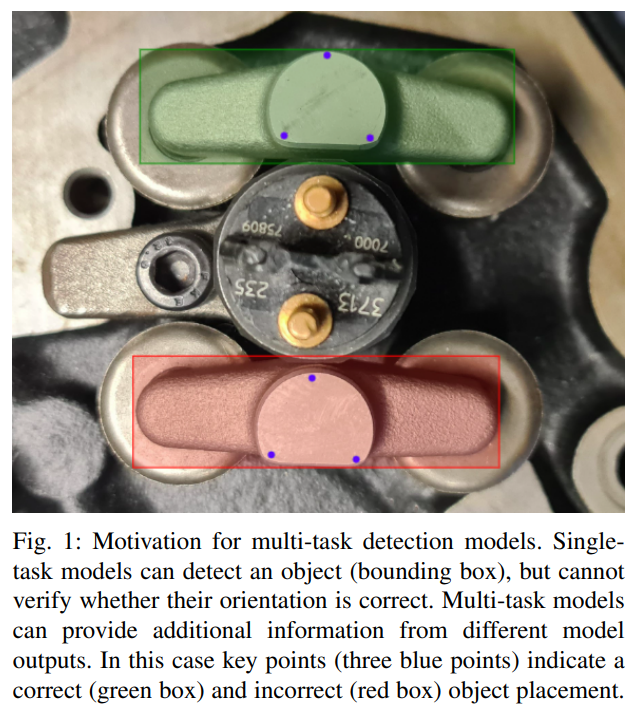 75809
7000
235
3713
Fig. 1: Motivation for multi-task detection models. Single-
task models can detect an object (bounding box), but cannot
verify whether their orientation is correct. Multi-task models
can provide additional information from different model
outputs. In this case key points (three blue points) indicate a
correct (green box) and incorrect (red box) object placement.